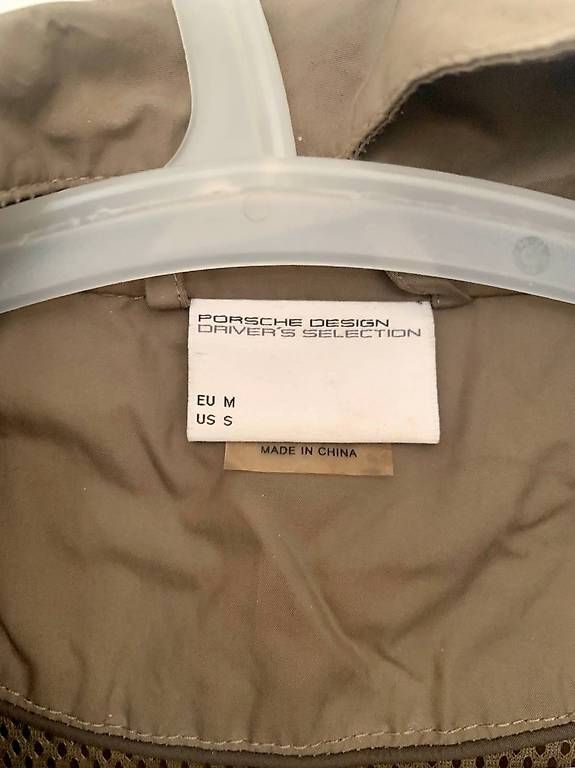 PORSCHE DESIGN
DRIVER'S SELECTION
EU M
US S
MADE IN CHINA